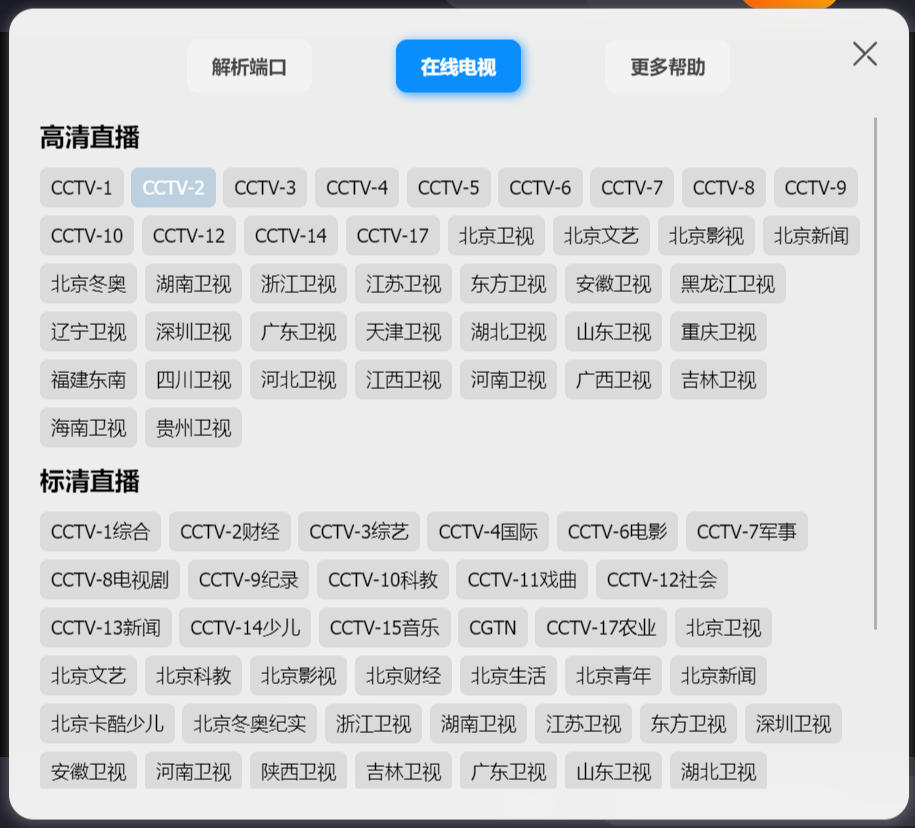 解析端口 在线电视 更多帮助
高清直播
CCTV-1 CCTV-2 CCTV-3 CCTV-4 CCTV-5 CCTV-6 CCTV-7 CCTV-8 CCTV-9
CCTV-10 CCTV-12 CCTV-14 CCTV-17 北京卫视 北京文艺 北京影视 北京新闻
北京冬奥 湖南卫视 浙江卫视 江苏卫视 东方卫视 安徽卫视 黑龙江卫视
辽宁卫视 深圳卫视 广东卫视 天津卫视 湖北卫视 山东卫视 重庆卫视
福建东南 四川卫视 河北卫视 江西卫视 河南卫视 广西卫视 吉林卫视
海南卫视 贵州卫视
标清直播
CCTV-1综合 CCTV-2财经 CCTV-3综艺 CCTV-4国际 CCTV-6电影 CCTV-7军事
CCTV-8电视剧 CCTV-9纪录 CCTV-10科教 CCTV-11戏曲 CCTV-12社会
CCTV-13新闻 CCTV-14少儿 CCTV-15音乐 CGTN CCTV-17农业 北京卫视
北京文艺 北京科教 北京影视 北京财经 北京生活 北京青年 北京新闻
北京卡酷少儿 北京冬奥纪实 浙江卫视 湖南卫视 江苏卫视 东方卫视 深圳卫视
安徽卫视 河南卫视 陕西卫视 吉林卫视 广东卫视 山东卫视 湖北卫视